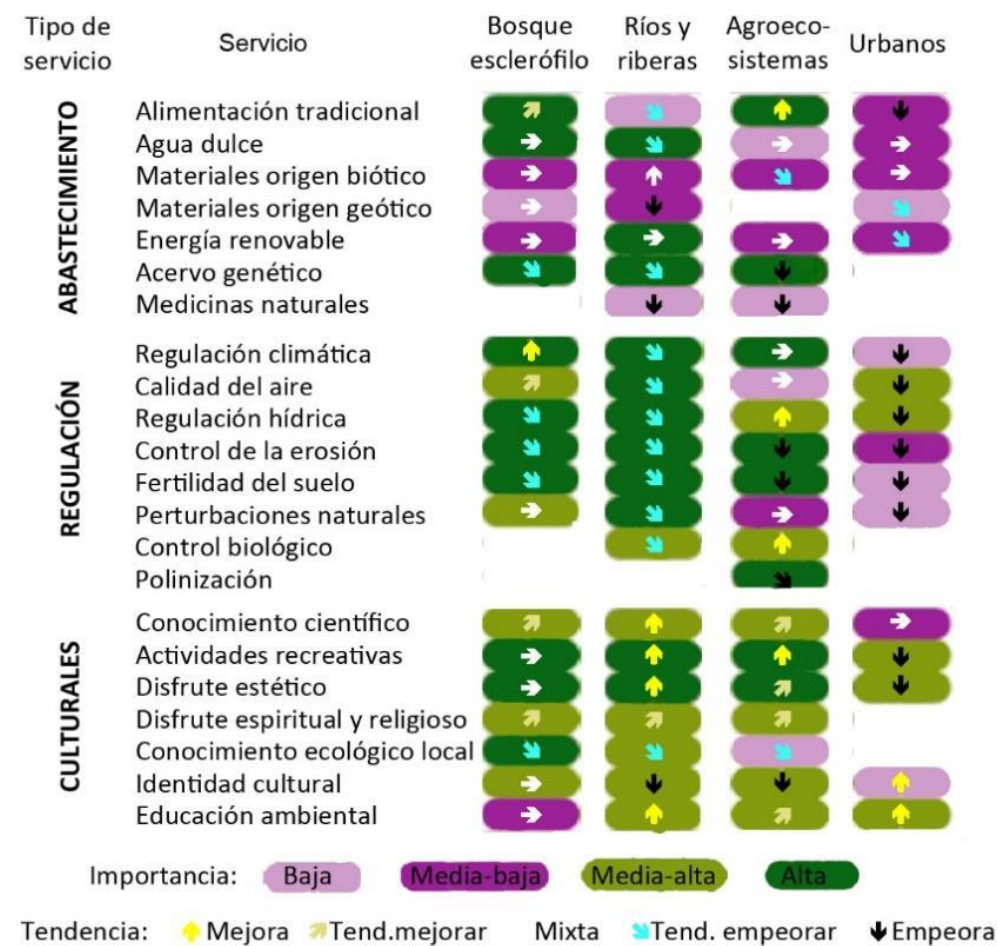 Tipo de servicio
Servicio
Bosque esclerófilo
Ríos y riberas
Agroeco-sistemas
Urbanos
ABASTECIMIENTO
Alimentación tradicional
Agua dulce
Materiales origen biótico
Materiales origen geótico
Energía renovable
Acervo genético
Medicinas naturales
REGULACIÓN
Regulación climática
Calidad del aire
Regulación hídrica
Control de la erosión
Fertilidad del suelo
Perturbaciones naturales
Control biológico
Polinización
CULTURALES
Conocimiento científico
Actividades recreativas
Disfrute estético
Disfrute espiritual y religioso
Conocimiento ecológico local
Identidad cultural
Educación ambiental
Importancia: Baja Media-baja Media-alta Alta
Tendencia: Mejora Tend.mejorar Mixta Tend. empeorar Empeora